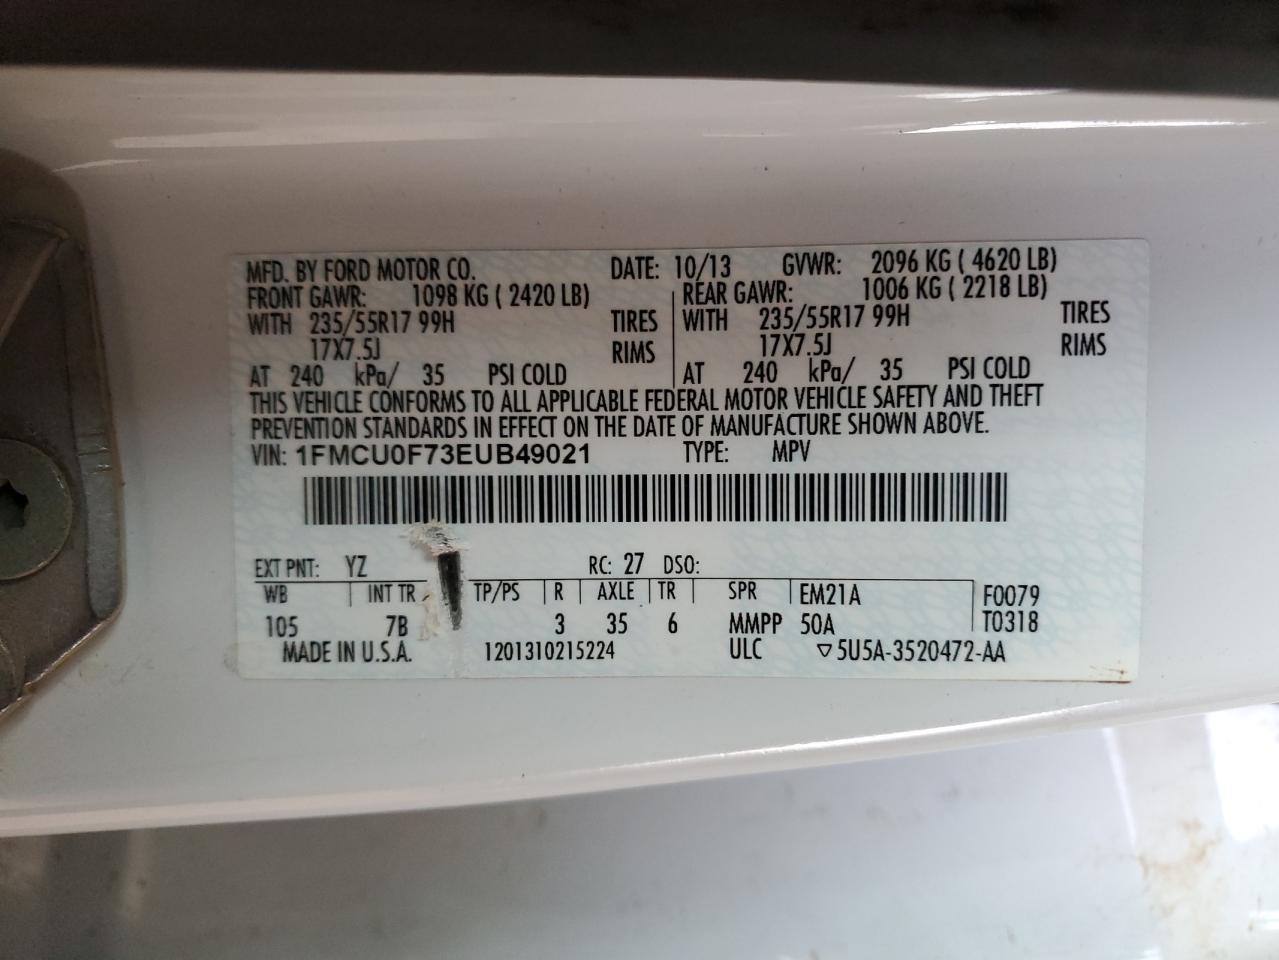 MFD. BY FORD MOTOR CO. DATE: 10/13 GVWR: 2096 KG ( 4620 LB)
FRONT GAWR: 1098 KG ( 2420 LB) REAR GAWR: 1006 KG ( 2218 LB)
WITH 235/55R17 99H TIRES WITH 235/55R17 99H TIRES
17X7.5J RIMS 17X7.5J RIMS
AT 240 kPa/ 35 PSI COLD AT 240 kPa/ 35 PSI COLD
THIS VEHICLE CONFORMS TO ALL APPLICABLE FEDERAL MOTOR VEHICLE SAFETY AND THEFT
PREVENTION STANDARDS IN EFFECT ON THE DATE OF MANUFACTURE SHOWN ABOVE.
VIN: 1FMCU0F73EUB49021 TYPE: MPV
EXT PNT: YZ RC: 27 DSO:
WB INT TR TP/PS R AXLE TR SPR EM21A F0079
105 7B 3 35 6 MMPP 50A T0318
MADE IN U.S.A. 1201310215224 ULC ▽5U5A-3520472-AA